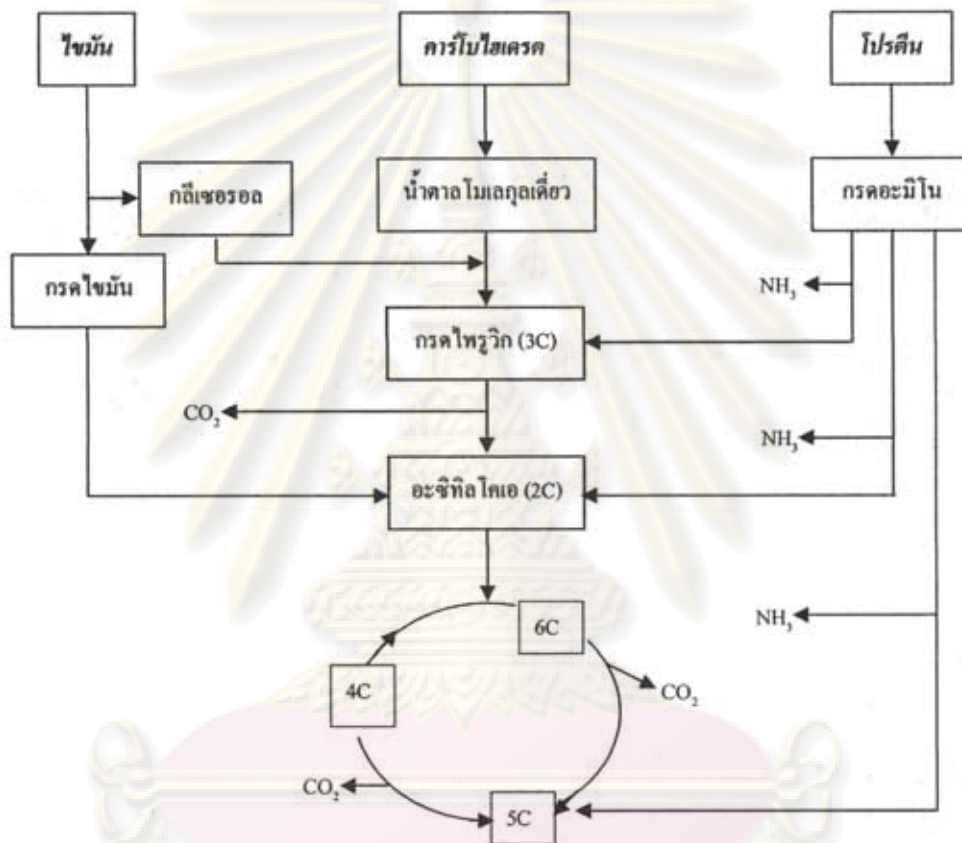 ไขมัน
คาร์โบไฮเดรต
โปรตีน
กลีเซอรอล
น้ำตาลโมเลกุลเดี่ยว
กรดอะมิโน
กรดไขมัน
NH₃
กรดไพรูวิก (3C)
CO₂
NH₃
อะซิทิลโคเอ (2C)
NH₃
6C
4C
CO₂
CO₂
5C